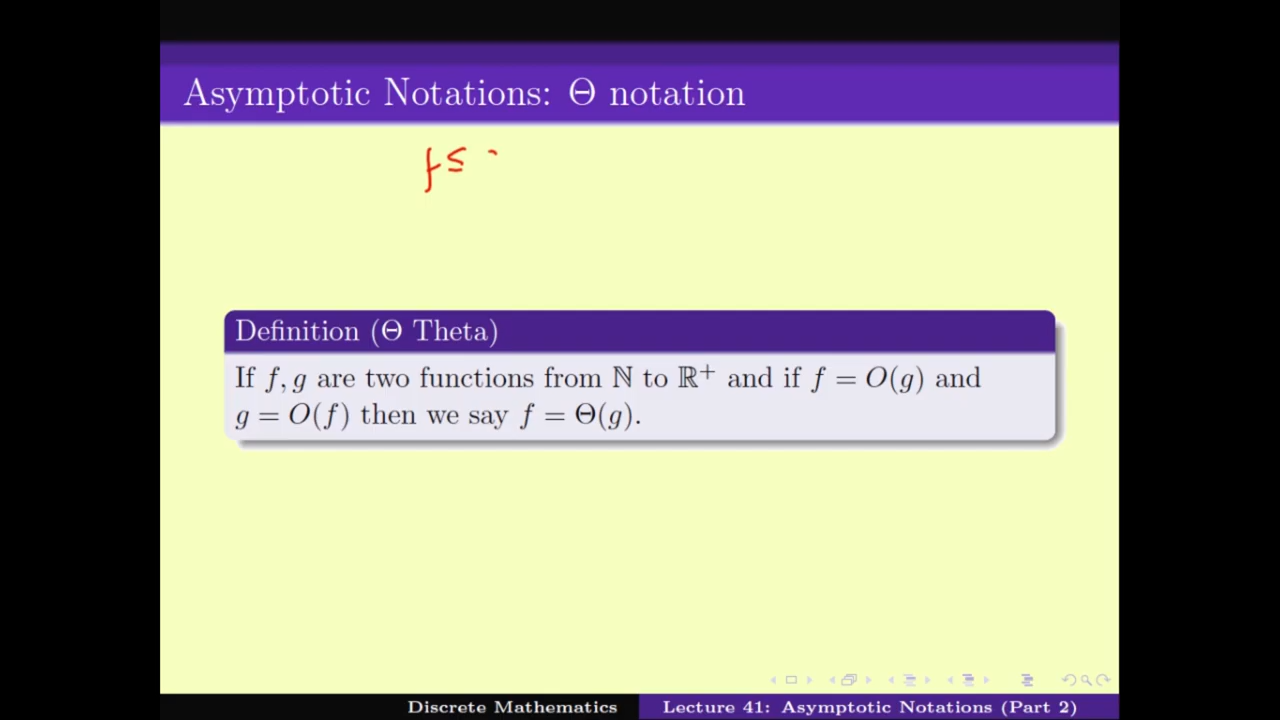 Asymptotic Notations: Θ notation
f ≤
Definition (Θ Theta)
If f, g are two functions from ℕ to ℝ⁺ and if f = O(g) and
g = O(f) then we say f = Θ(g).
Discrete Mathematics Lecture 41: Asymptotic Notations (Part 2)